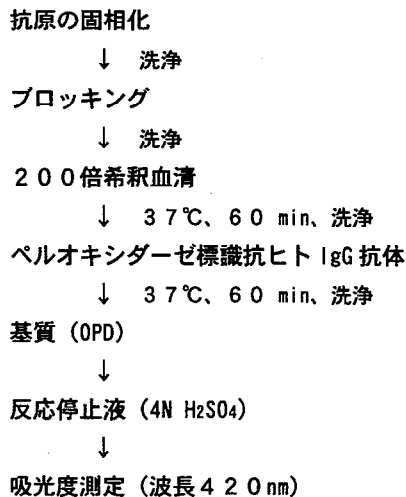 抗原の固相化
↓ 洗浄
ブロッキング
↓ 洗浄
２００倍希釈血清
↓ ３７℃、６０ min、洗浄
ペルオキシダーゼ標識抗ヒトIgG抗体
↓ ３７℃、６０ min、洗浄
基質（OPD）
↓
反応停止液（4N H2SO4）
↓
吸光度測定（波長４２０nm）